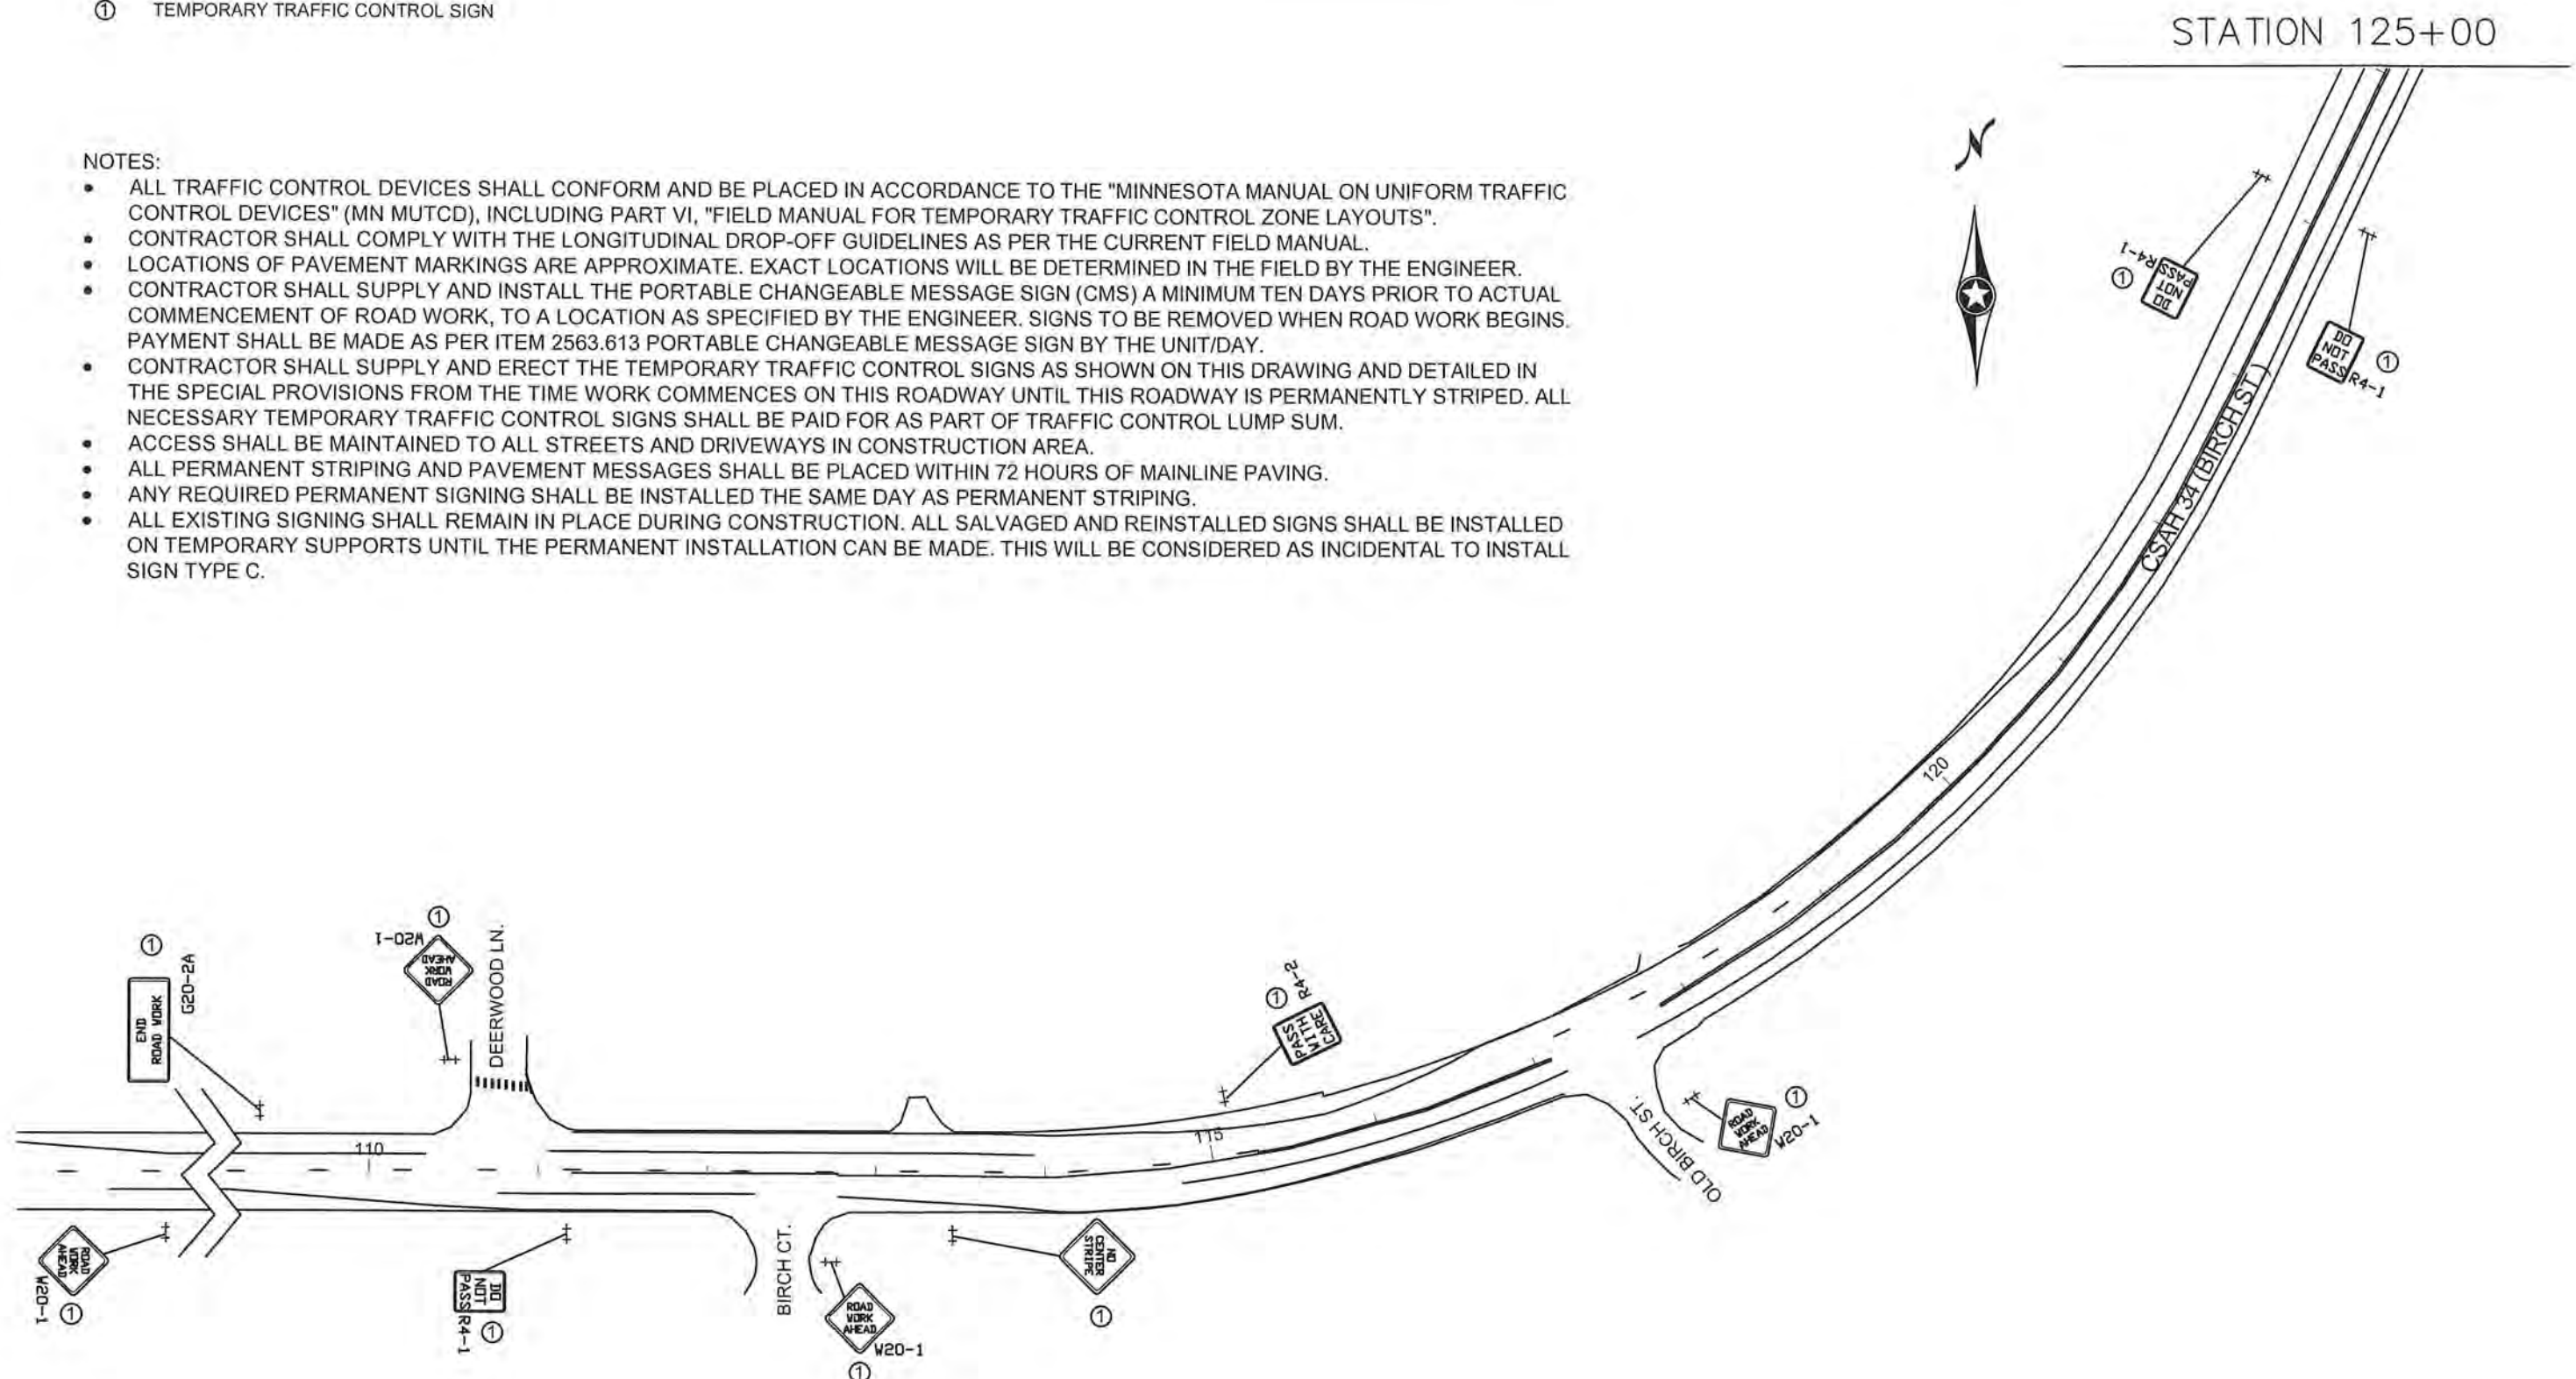 ① TEMPORARY TRAFFIC CONTROL SIGN
STATION 125+00
N
NOTES:
• ALL TRAFFIC CONTROL DEVICES SHALL CONFORM AND BE PLACED IN ACCORDANCE TO THE "MINNESOTA MANUAL ON UNIFORM TRAFFIC
CONTROL DEVICES" (MN MUTCD), INCLUDING PART VI, "FIELD MANUAL FOR TEMPORARY TRAFFIC CONTROL ZONE LAYOUTS".
• CONTRACTOR SHALL COMPLY WITH THE LONGITUDINAL DROP-OFF GUIDELINES AS PER THE CURRENT FIELD MANUAL.
• LOCATIONS OF PAVEMENT MARKINGS ARE APPROXIMATE. EXACT LOCATIONS WILL BE DETERMINED IN THE FIELD BY THE ENGINEER.
• CONTRACTOR SHALL SUPPLY AND INSTALL THE PORTABLE CHANGEABLE MESSAGE SIGN (CMS) A MINIMUM TEN DAYS PRIOR TO ACTUAL
COMMENCEMENT OF ROAD WORK, TO A LOCATION AS SPECIFIED BY THE ENGINEER. SIGNS TO BE REMOVED WHEN ROAD WORK BEGINS.
PAYMENT SHALL BE MADE AS PER ITEM 2563.613 PORTABLE CHANGEABLE MESSAGE SIGN BY THE UNIT/DAY.
• CONTRACTOR SHALL SUPPLY AND ERECT THE TEMPORARY TRAFFIC CONTROL SIGNS AS SHOWN ON THIS DRAWING AND DETAILED IN
THE SPECIAL PROVISIONS FROM THE TIME WORK COMMENCES ON THIS ROADWAY UNTIL THIS ROADWAY IS PERMANENTLY STRIPED. ALL
NECESSARY TEMPORARY TRAFFIC CONTROL SIGNS SHALL BE PAID FOR AS PART OF TRAFFIC CONTROL LUMP SUM.
• ACCESS SHALL BE MAINTAINED TO ALL STREETS AND DRIVEWAYS IN CONSTRUCTION AREA.
• ALL PERMANENT STRIPING AND PAVEMENT MESSAGES SHALL BE PLACED WITHIN 72 HOURS OF MAINLINE PAVING.
• ANY REQUIRED PERMANENT SIGNING SHALL BE INSTALLED THE SAME DAY AS PERMANENT STRIPING.
• ALL EXISTING SIGNING SHALL REMAIN IN PLACE DURING CONSTRUCTION. ALL SALVAGED AND REINSTALLED SIGNS SHALL BE INSTALLED
ON TEMPORARY SUPPORTS UNTIL THE PERMANENT INSTALLATION CAN BE MADE. THIS WILL BE CONSIDERED AS INCIDENTAL TO INSTALL
SIGN TYPE C.
DO
NOT
PASS
R4-1
①
DO
NOT
PASS
R4-1
①
CSAH 34 (BIRCH ST.)
120
①
END
ROAD WORK
G20-2A
①
ROAD
WORK
AHEAD
W20-1
DEERWOOD LN.
①
PASS
WITH
CARE
R4-2
110
115
OLD BIRCH ST.
ROAD
WORK
AHEAD
W20-1
①
ROAD
WORK
AHEAD
W20-1
①
DO
NOT
PASS
R4-1
①
BIRCH CT.
ROAD
WORK
AHEAD
W20-1
①
NO
CENTER
STRIPE
①